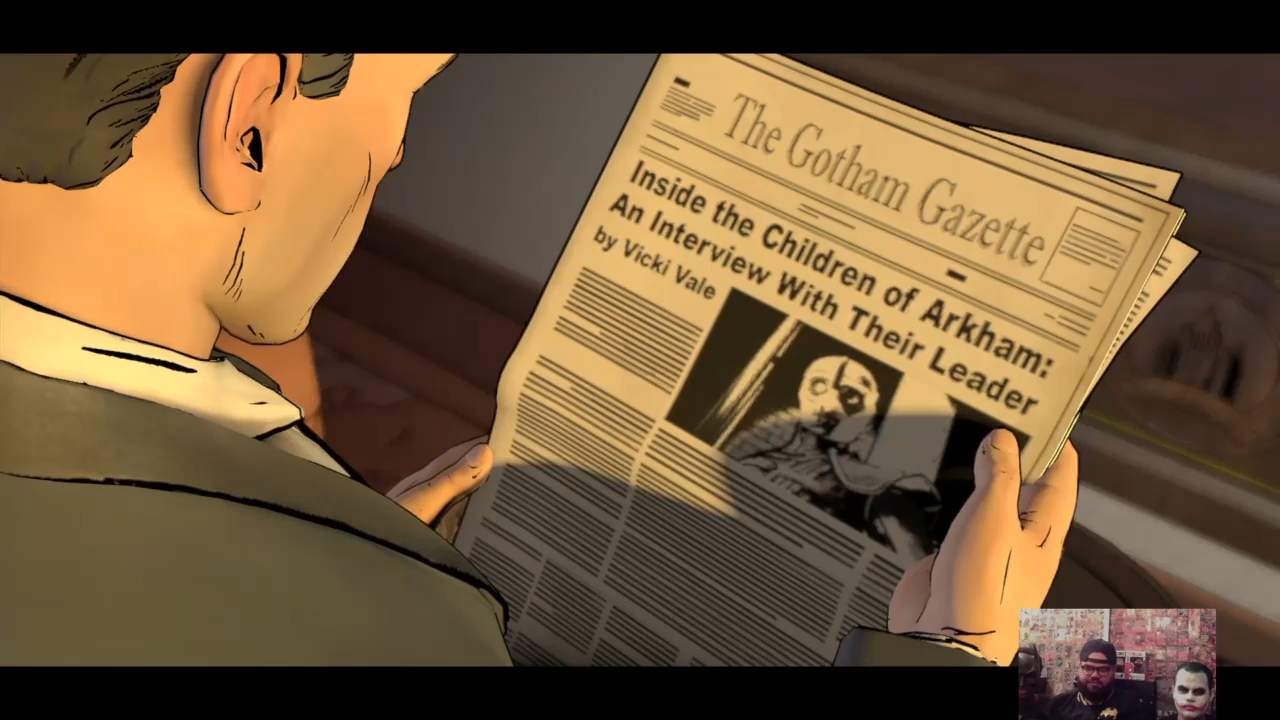 The Gotham Gazette
Inside the Children of Arkham:
An Interview With Their Leader
by Vicki Vale